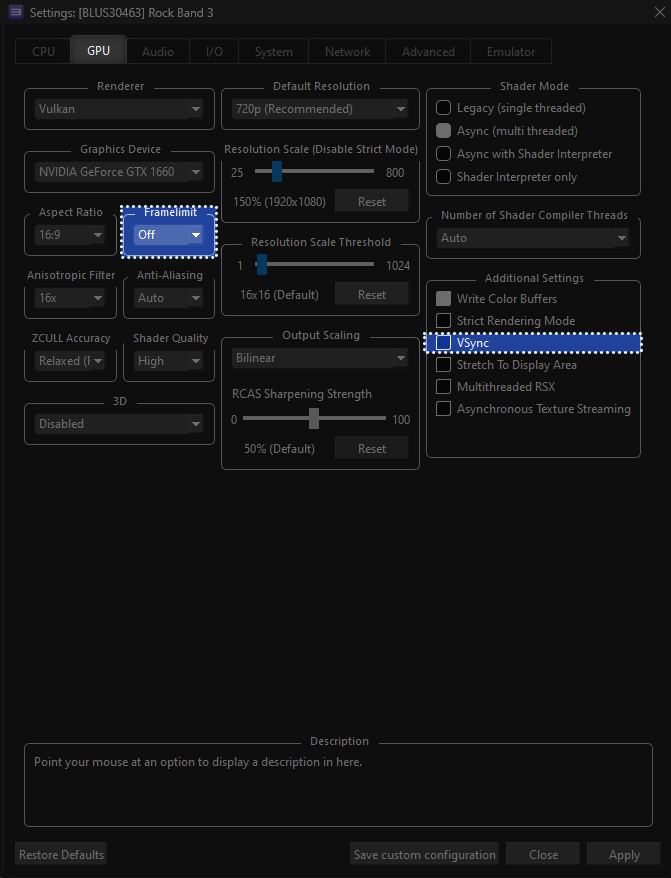 Settings: [BLUS30463] Rock Band 3
CPU
GPU
Audio
I/O
System
Network
Advanced
Emulator
Renderer
Vulkan
Graphics Device
NVIDIA GeForce GTX 1660
Aspect Ratio
16:9
Framelimit
Off
Anisotropic Filter
16x
Anti-Aliasing
Auto
ZCULL Accuracy
Relaxed (F
Shader Quality
High
3D
Disabled
Default Resolution
720p (Recommended)
Resolution Scale (Disable Strict Mode)
25
800
150% (1920x1080)
Reset
Resolution Scale Threshold
1
1024
16x16 (Default)
Reset
Output Scaling
Bilinear
RCAS Sharpening Strength
0
100
50% (Default)
Reset
Shader Mode
Legacy (single threaded)
Async (multi threaded)
Async with Shader Interpreter
Shader Interpreter only
Number of Shader Compiler Threads
Auto
Additional Settings
Write Color Buffers
Strict Rendering Mode
VSync
Stretch To Display Area
Multithreaded RSX
Asynchronous Texture Streaming
Description
Point your mouse at an option to display a description in here.
Restore Defaults
Save custom configuration
Close
Apply